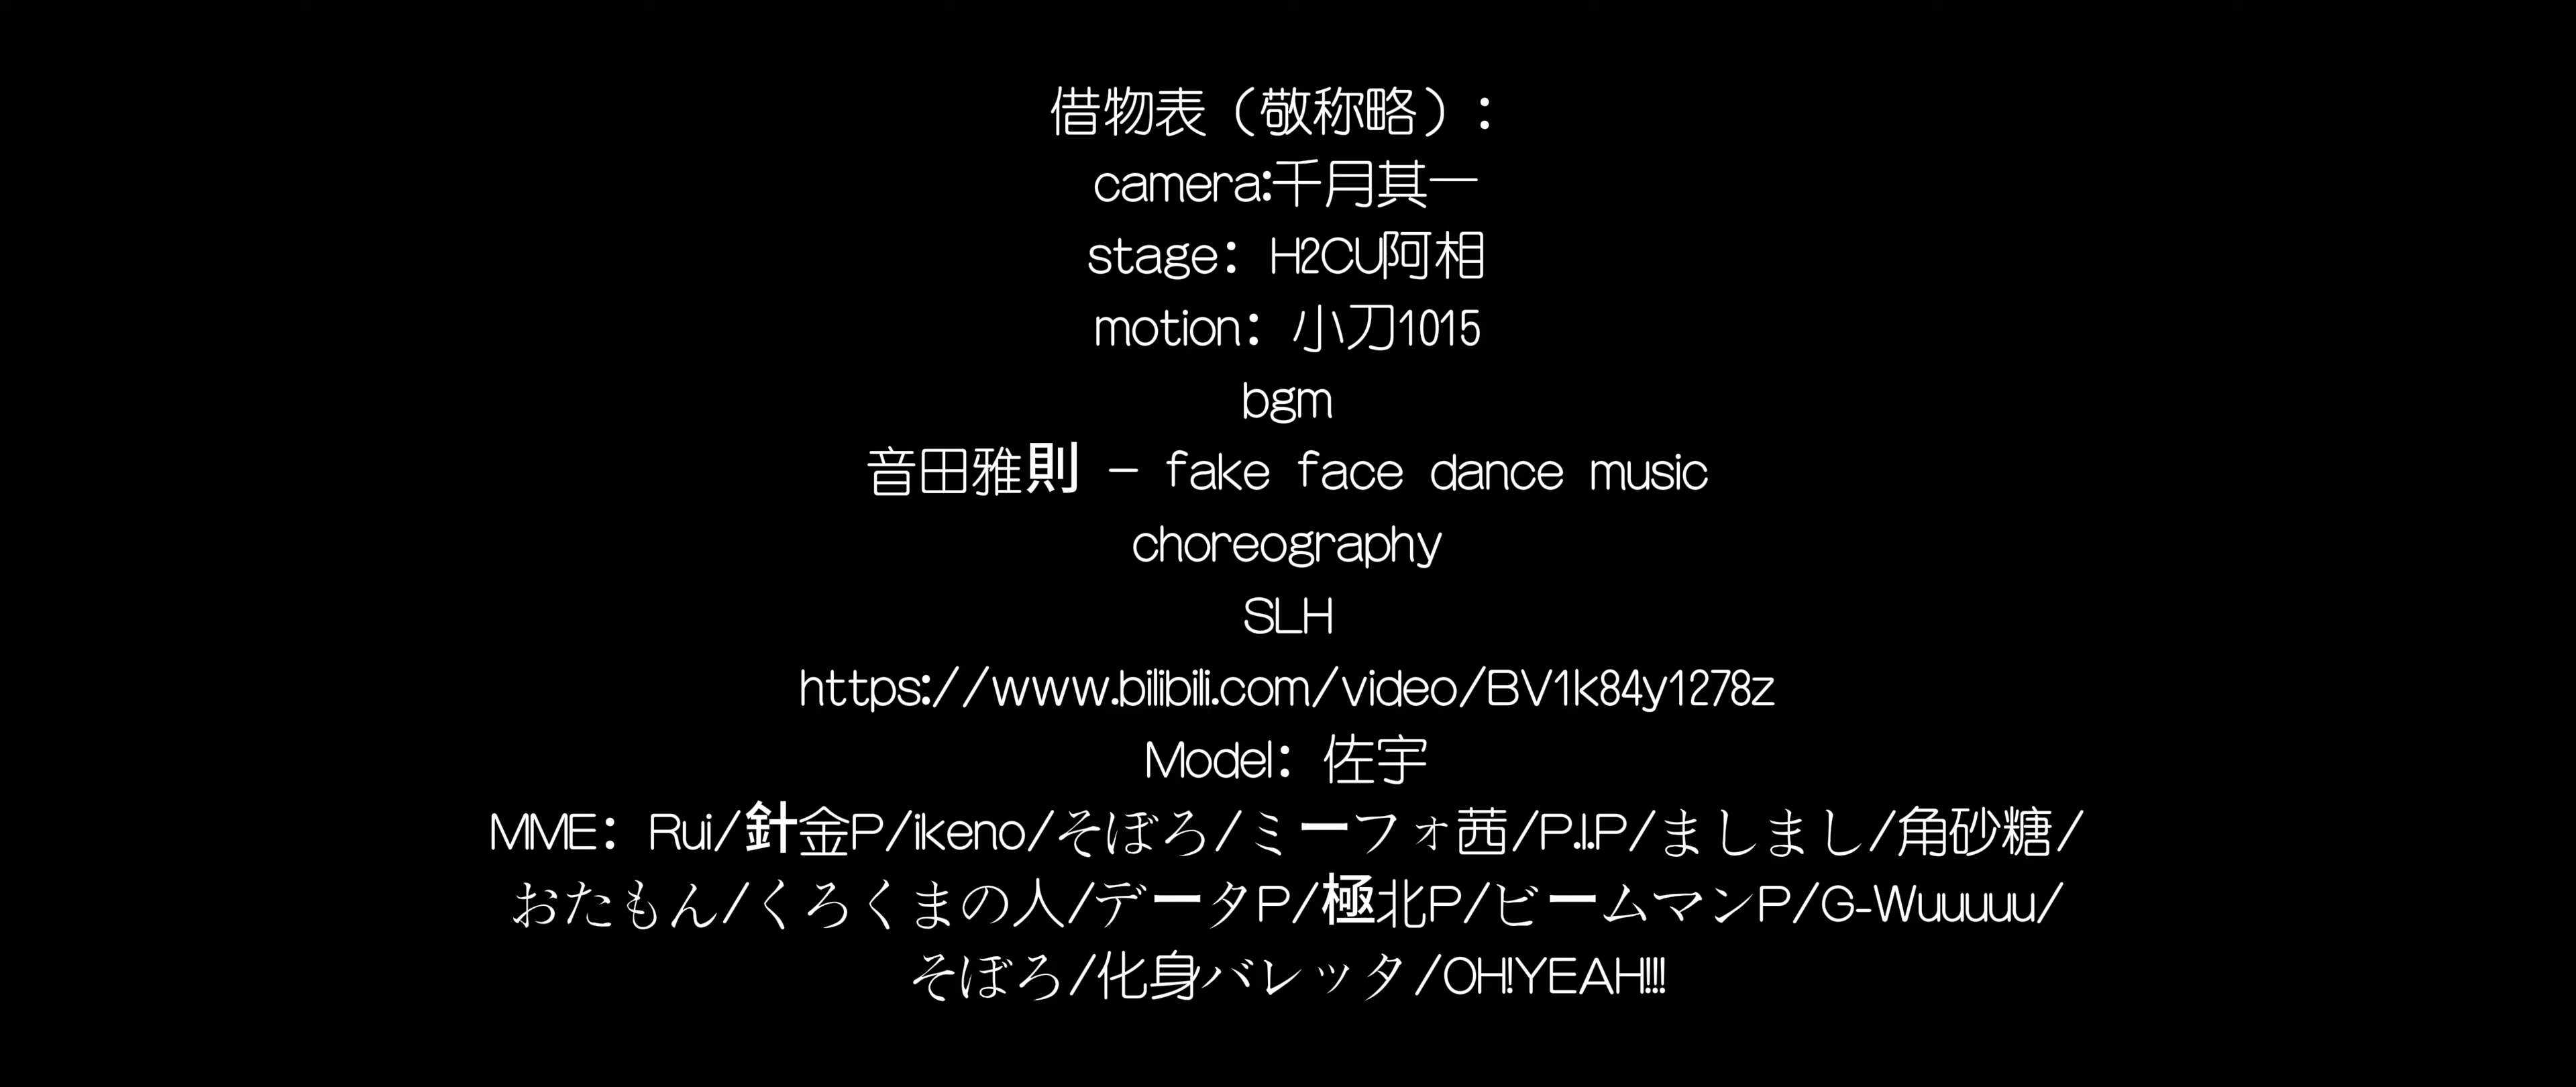 借物表（敬称略）：
camera:千月其一
stage：H2CU阿相
motion：小刀1015
bgm
音田雅則 – fake face dance music
choreography
SLH
https://www.bilibili.com/video/BV1k84y1278z
Model：佐宇
MME：Rui/針金P/ikeno/そぼろ/ミーフォ茜/P.I.P/ましまし/角砂糖/
おたもん/くろくまの人/データP/極北P/ビームマンP/G-Wuuuuu/
そぼろ/化身バレッタ/OH!YEAH!!!